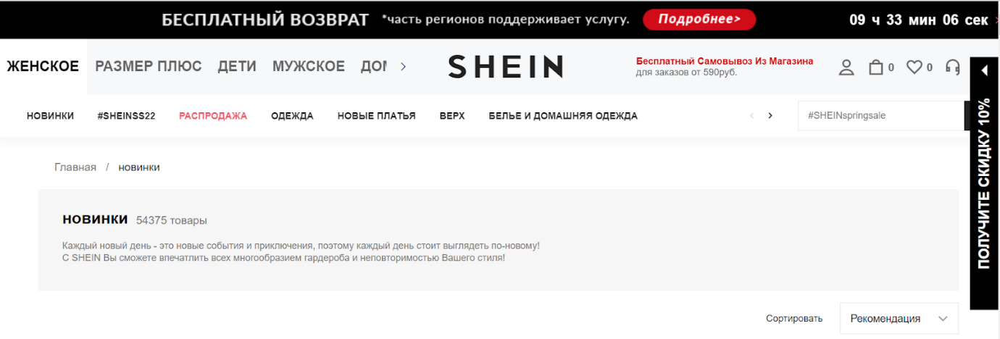 БЕСПЛАТНЫЙ ВОЗВРАТ *часть регионов поддерживает услугу. Подробнее> 09 ч 33 мин 06 сек
ЖЕНСКОЕ РАЗМЕР ПЛЮС ДЕТИ МУЖСКОЕ SHEIN Бесплатный Самовывоз Из Магазина
для заказов от 590руб. 0 0
НОВИНКИ #SHEINSS22 РАСПРОДАЖА ОДЕЖДА НОВЫЕ ПЛАТЬЯ ВЕРХ БЕЛЬЕ И ДОМАШНЯЯ ОДЕЖДА #SHEINspringsale
ПОЛУЧИТЕ СКИДКУ 10%
Главная / новинки
новинки 54375 товары
Каждый новый день - это новые события и приключения, поэтому каждый день стоит выглядеть по-новому!
С SHEIN Вы сможете впечатлить всех многообразием гардероба и неповторимостью Вашего стиля!
Сортировать Рекомендация